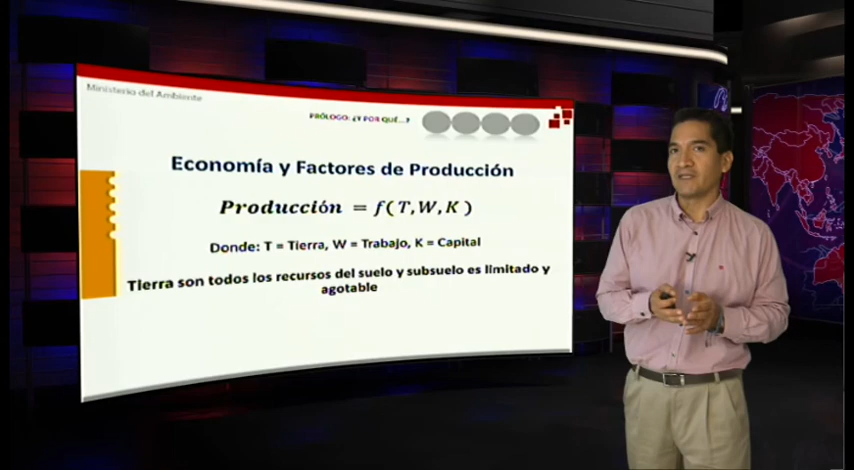 Ministerio del Ambiente
PRÓLOGO: ¿Y POR QUÉ...?
Economía y Factores de Producción
Producción = f( T,W,K )
Donde: T = Tierra, W = Trabajo, K = Capital
Tierra son todos los recursos del suelo y subsuelo es limitado y
agotable